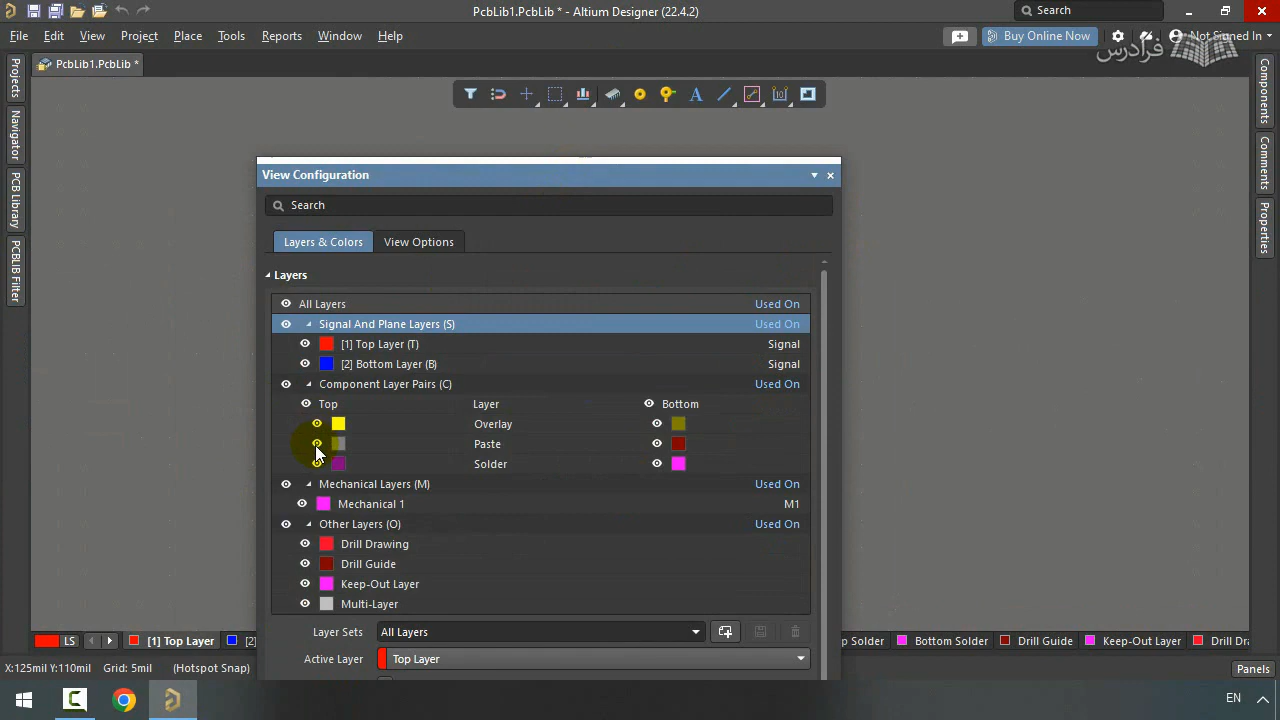 PcbLib1.PcbLib * - Altium Designer (22.4.2)
Search
File Edit View Project Place Tools Reports Window Help
Buy Online Now
Not Signed In
فرادرس
PcbLib1.PcbLib *
Projects
Navigator
PCB Library
PCBLIB Filter
Components
Comments
Properties
View Configuration
Search
Layers & Colors View Options
Layers
All Layers Used On
Signal And Plane Layers (S) Used On
[1] Top Layer (T) Signal
[2] Bottom Layer (B) Signal
Component Layer Pairs (C) Used On
Top Layer Bottom
Overlay
Paste
Solder
Mechanical Layers (M) Used On
Mechanical 1 M1
Other Layers (O) Used On
Drill Drawing
Drill Guide
Keep-Out Layer
Multi-Layer
Layer Sets All Layers
Active Layer Top Layer
LS [1] Top Layer [2] Solder Bottom Solder Drill Guide Keep-Out Layer
X:125mil Y:110mil Grid: 5mil (Hotspot Snap) Panels
EN